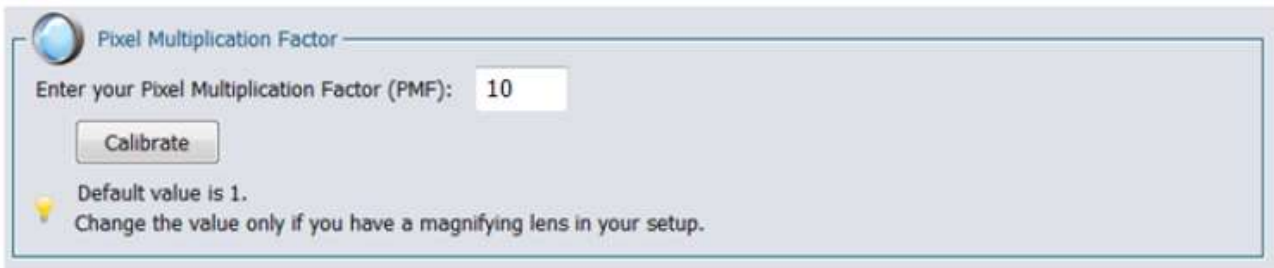 Pixel Multiplication Factor
Enter your Pixel Multiplication Factor (PMF): 10
Calibrate
Default value is 1.
Change the value only if you have a magnifying lens in your setup.